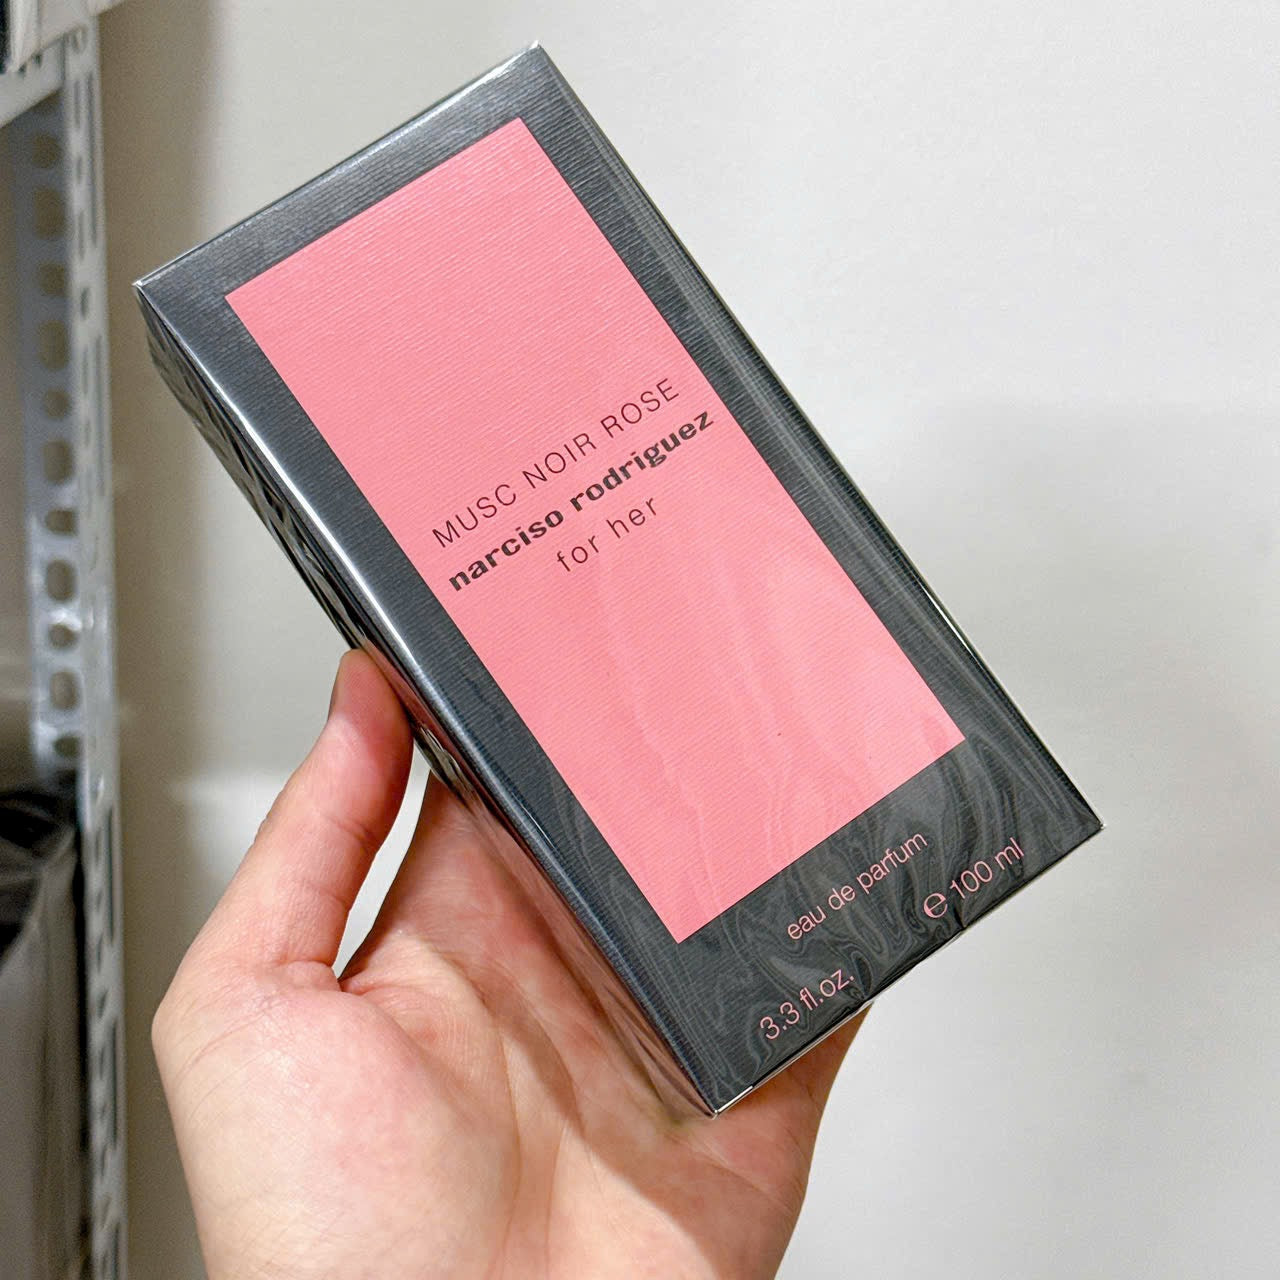 MUSC NOIR ROSE
narciso rodriguez
for her
eau de parfum
3.3 fl.oz. ℮ 100 ml